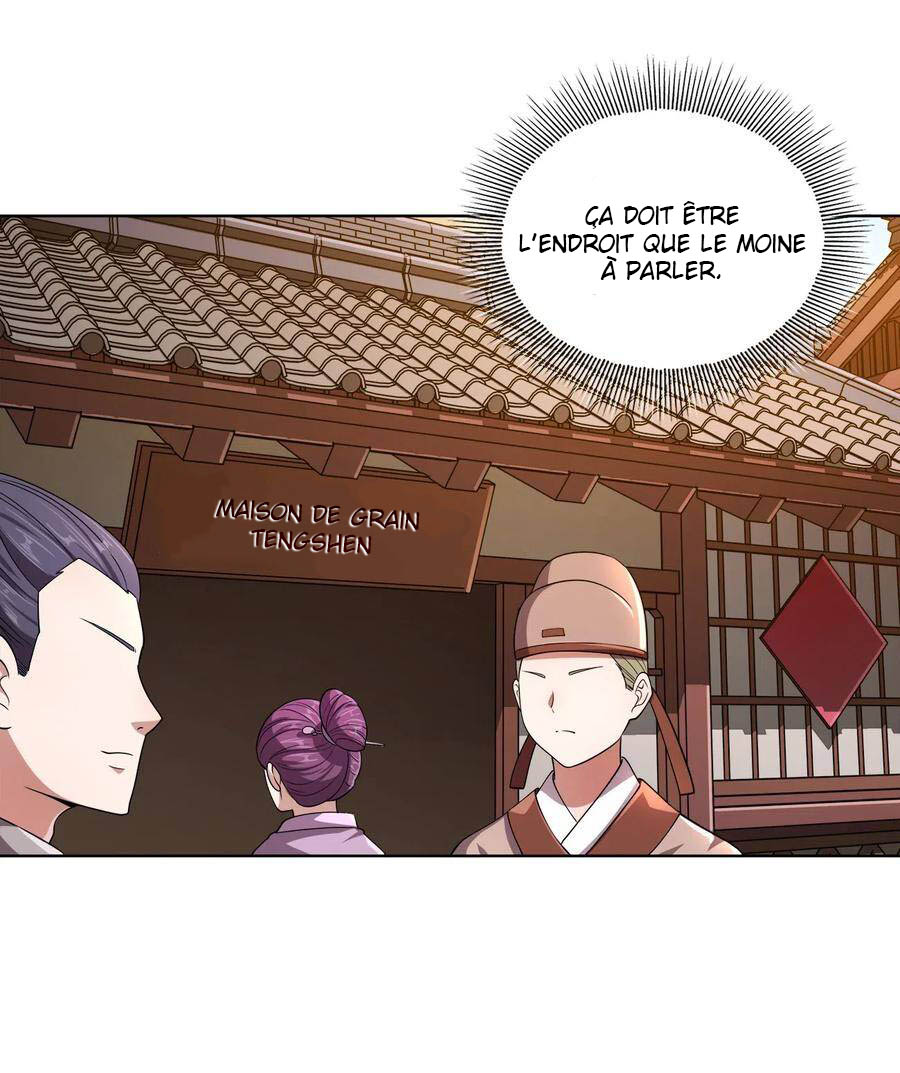 ÇA DOIT ÊTRE
L'ENDROIT QUE LE MOINE
À PARLER.
MAISON DE GRAIN
TENGSHEN